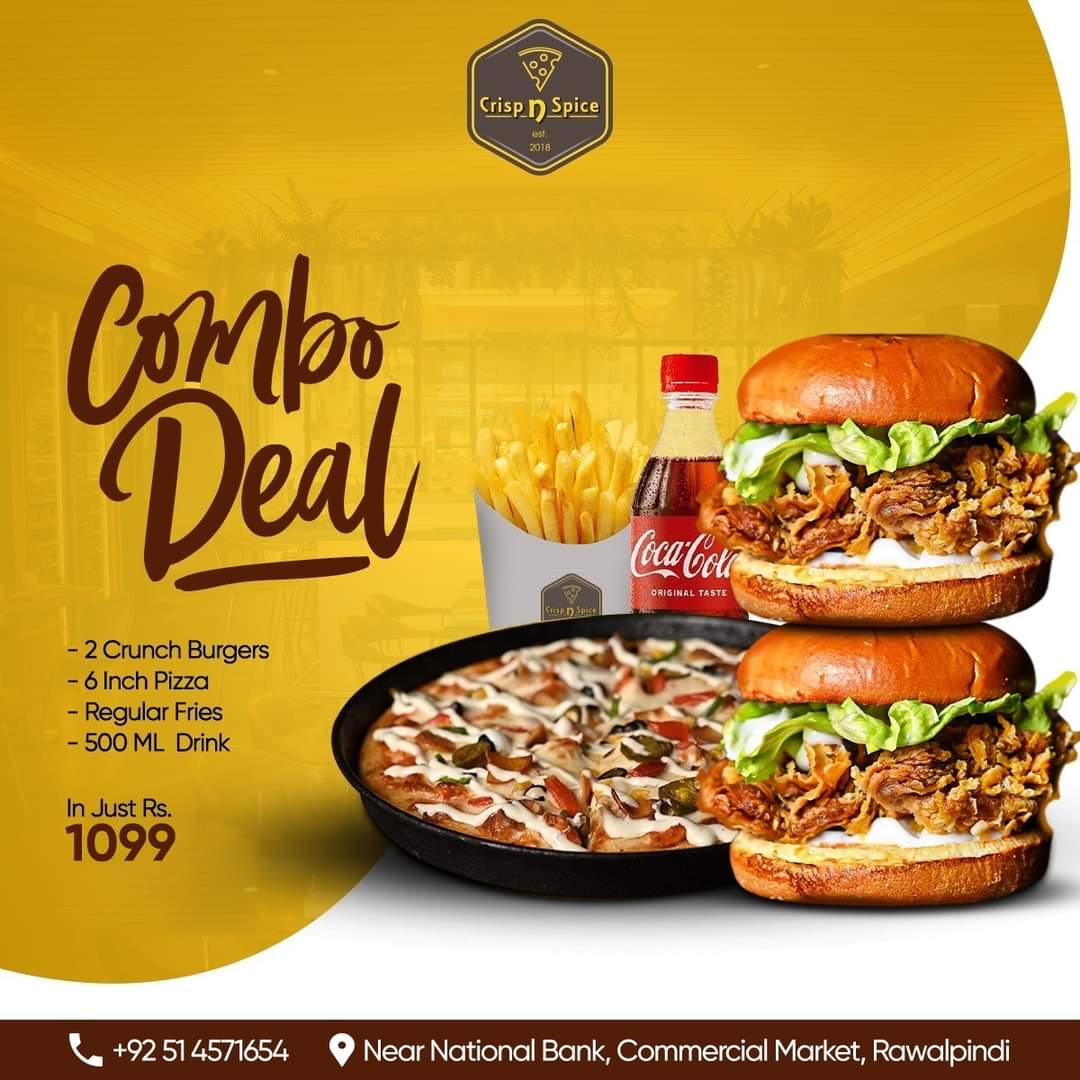 Crisp n Spice
est.
2018
Combo
Deal
- 2 Crunch Burgers
- 6 Inch Pizza
- Regular Fries
- 500 ML Drink
In Just Rs.
1099
Crisp n Spice
Coca-Cola
ORIGINAL TASTE
+92 51 4571654
Near National Bank, Commercial Market, Rawalpindi